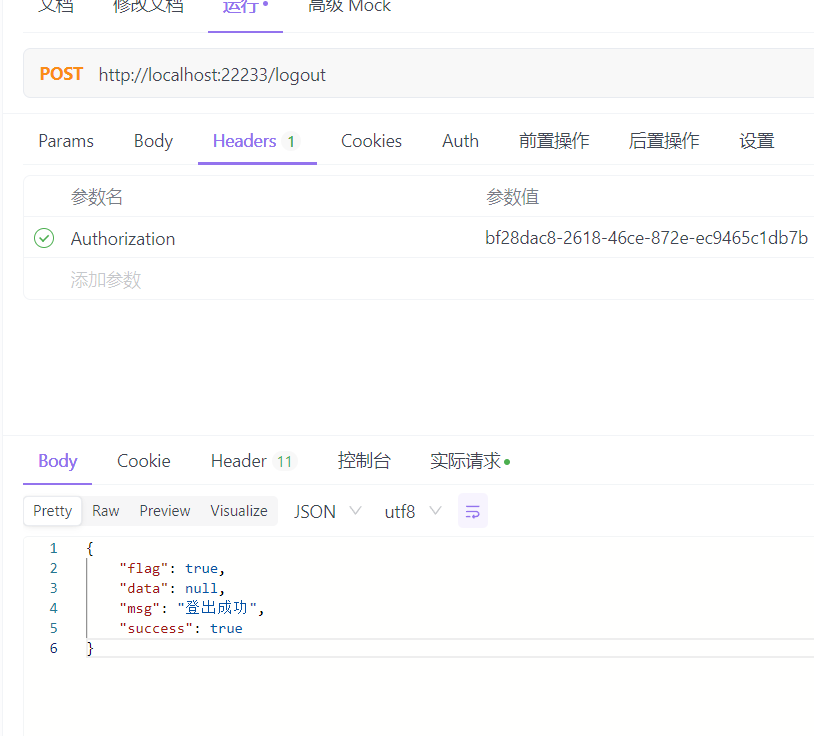 文档 修改文档 运行 高级 Mock
POST http://localhost:22233/logout
Params Body Headers 1 Cookies Auth 前置操作 后置操作 设置
参数名 参数值
Authorization bf28dac8-2618-46ce-872e-ec9465c1db7b
添加参数
Body Cookie Header 11 控制台 实际请求
Pretty Raw Preview Visualize JSON utf8
1 {
2 "flag": true,
3 "data": null,
4 "msg": "登出成功",
5 "success": true
6 }